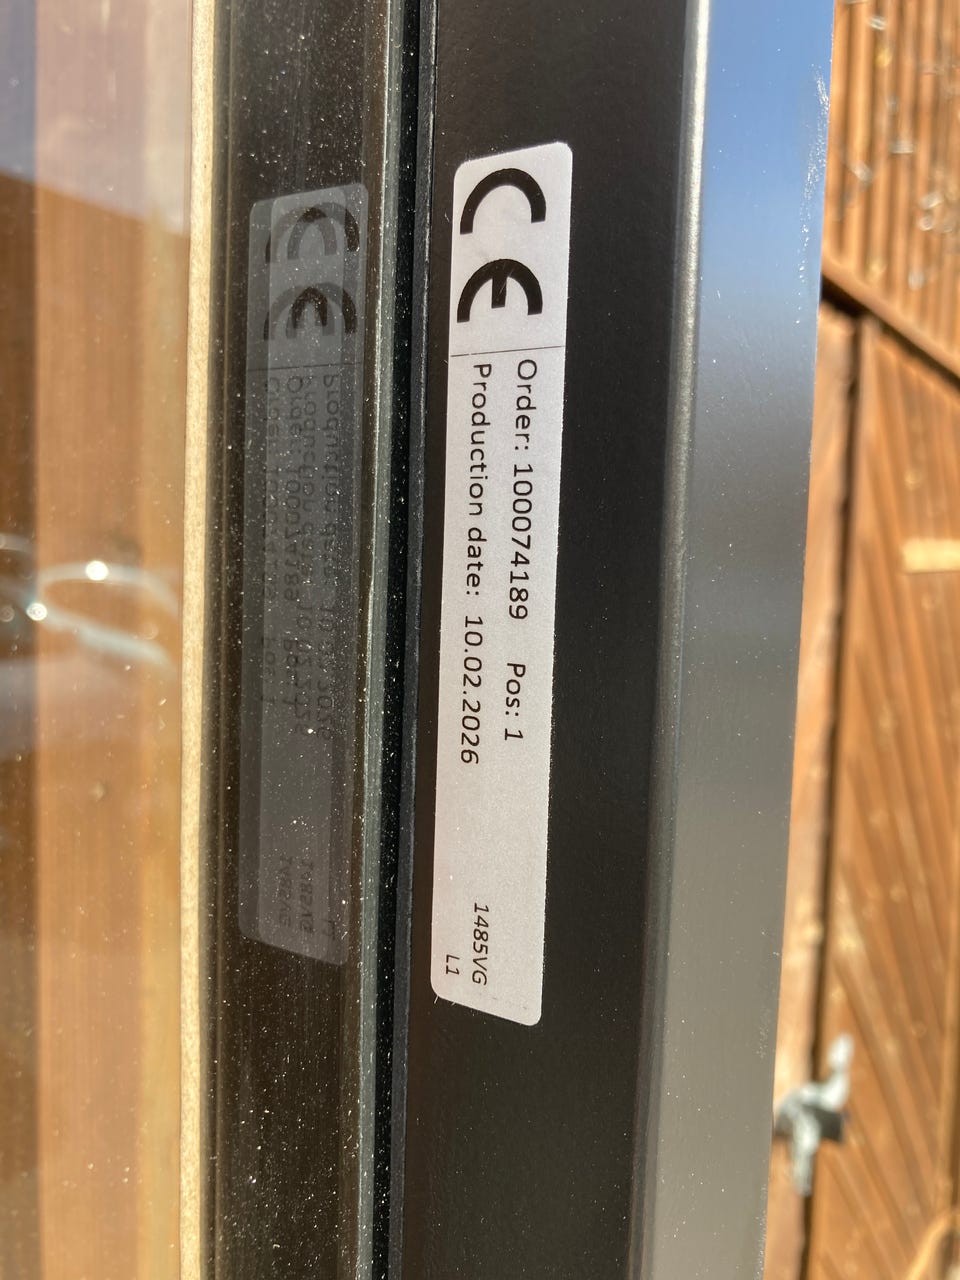 CE
Order: 100074189 Pos: 1
Production date: 10.02.2026
1485VG
L1